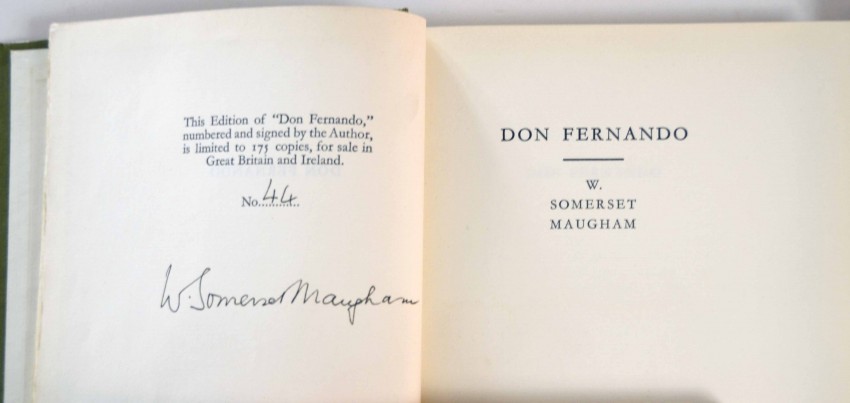 This Edition of "Don Fernando,"
numbered and signed by the Author,
is limited to 175 copies, for sale in
Great Britain and Ireland.
No. 44
W. Somerset Maugham
DON FERNANDO
W.
SOMERSET
MAUGHAM